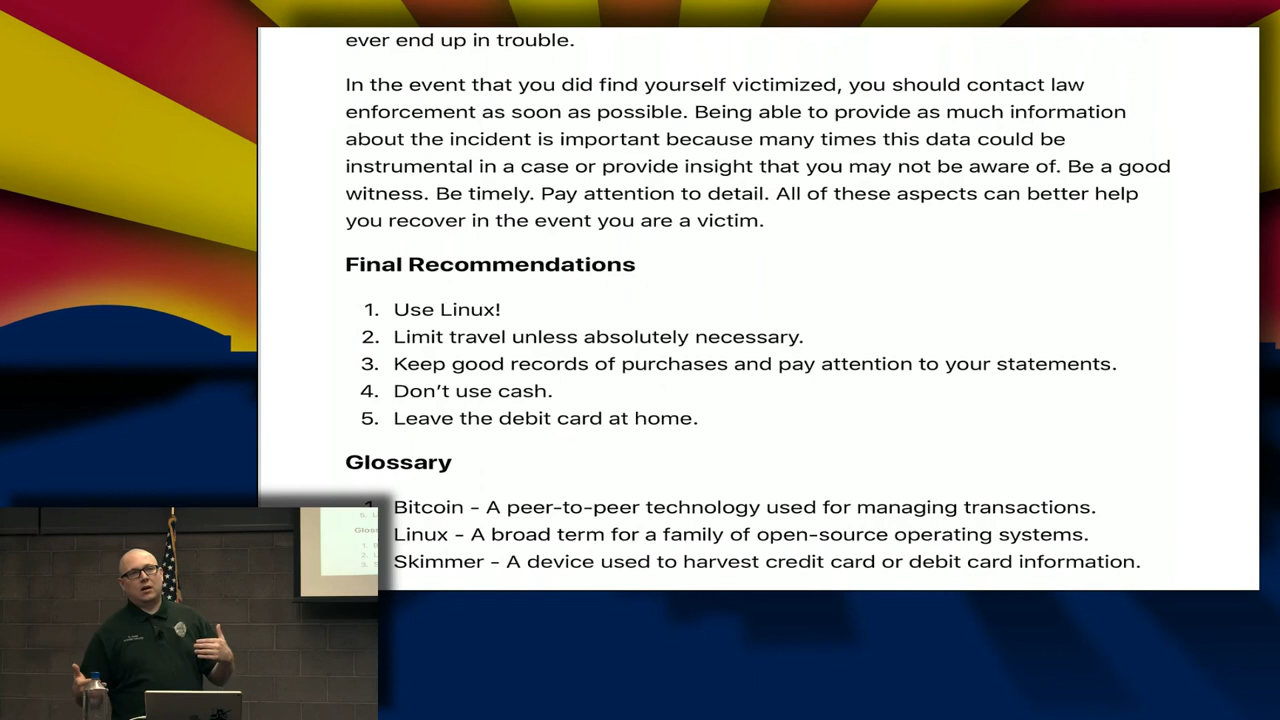 ever end up in trouble.
In the event that you did find yourself victimized, you should contact law
enforcement as soon as possible. Being able to provide as much information
about the incident is important because many times this data could be
instrumental in a case or provide insight that you may not be aware of. Be a good
witness. Be timely. Pay attention to detail. All of these aspects can better help
you recover in the event you are a victim.
Final Recommendations
1. Use Linux!
2. Limit travel unless absolutely necessary.
3. Keep good records of purchases and pay attention to your statements.
4. Don’t use cash.
5. Leave the debit card at home.
Glossary
1. Bitcoin - A peer-to-peer technology used for managing transactions.
Linux - A broad term for a family of open-source operating systems.
Skimmer - A device used to harvest credit card or debit card information.